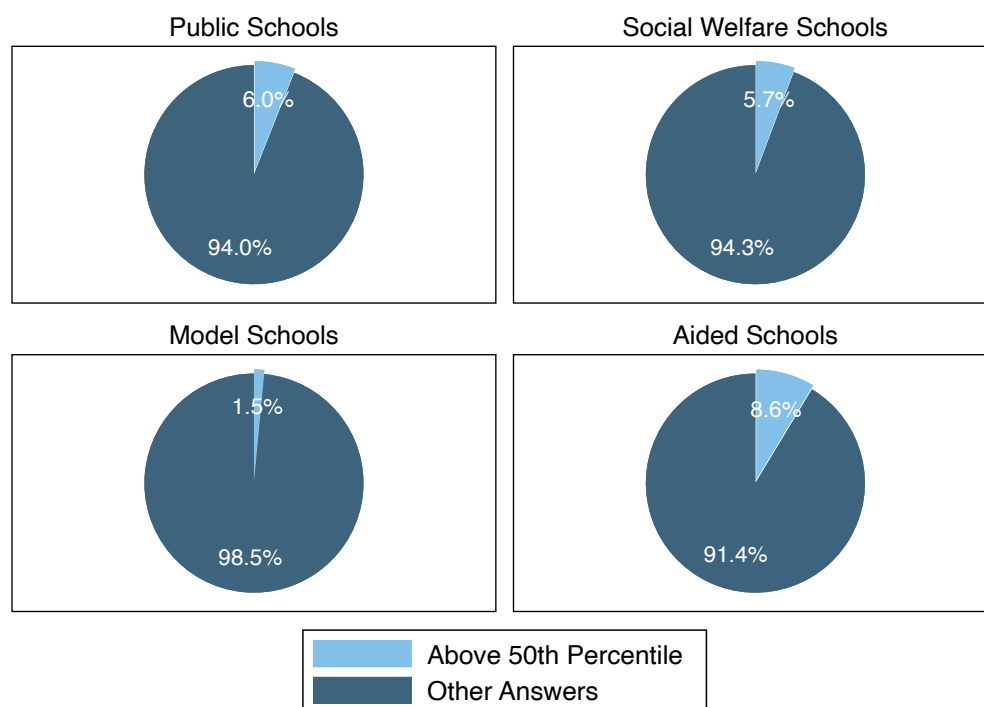 Public Schools
6.0%
94.0%
Social Welfare Schools
5.7%
94.3%
Model Schools
1.5%
98.5%
Aided Schools
8.6%
91.4%
Above 50th Percentile
Other Answers